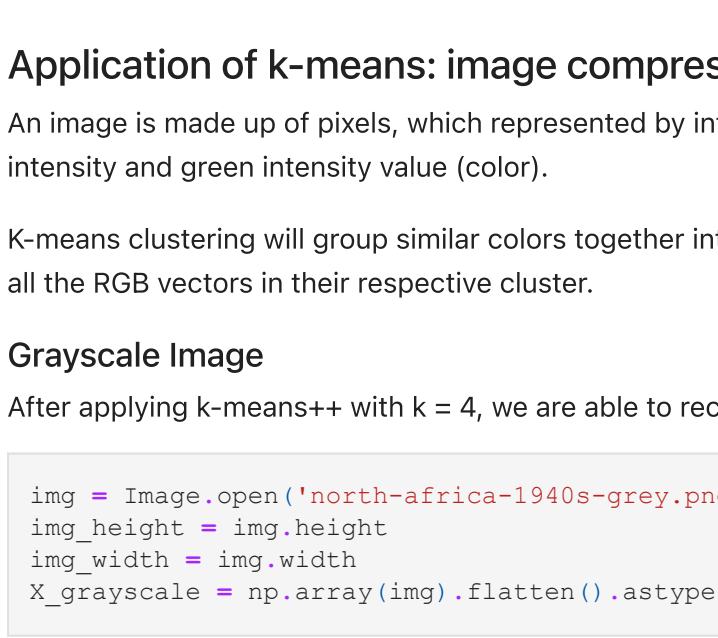 Application of k-means: image compres
An image is made up of pixels, which represented by in
intensity and green intensity value (color).
K-means clustering will group similar colors together in
all the RGB vectors in their respective cluster.
Grayscale Image
After applying k-means++ with k = 4, we are able to rec
img = Image.open('north-africa-1940s-grey.pn
img_height = img.height
img_width = img.width
X_grayscale = np.array(img).flatten().astype